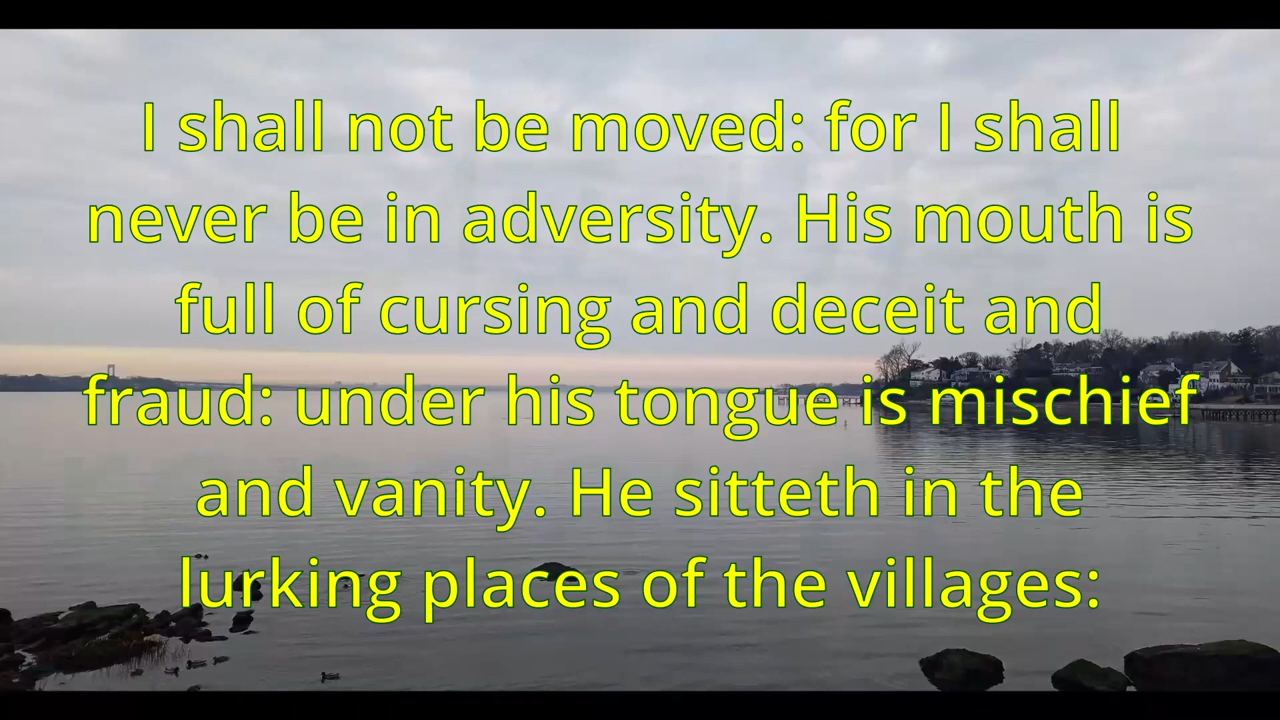 I shall not be moved: for I shall
never be in adversity. His mouth is
full of cursing and deceit and
fraud: under his tongue is mischief
and vanity. He sitteth in the
lurking places of the villages: